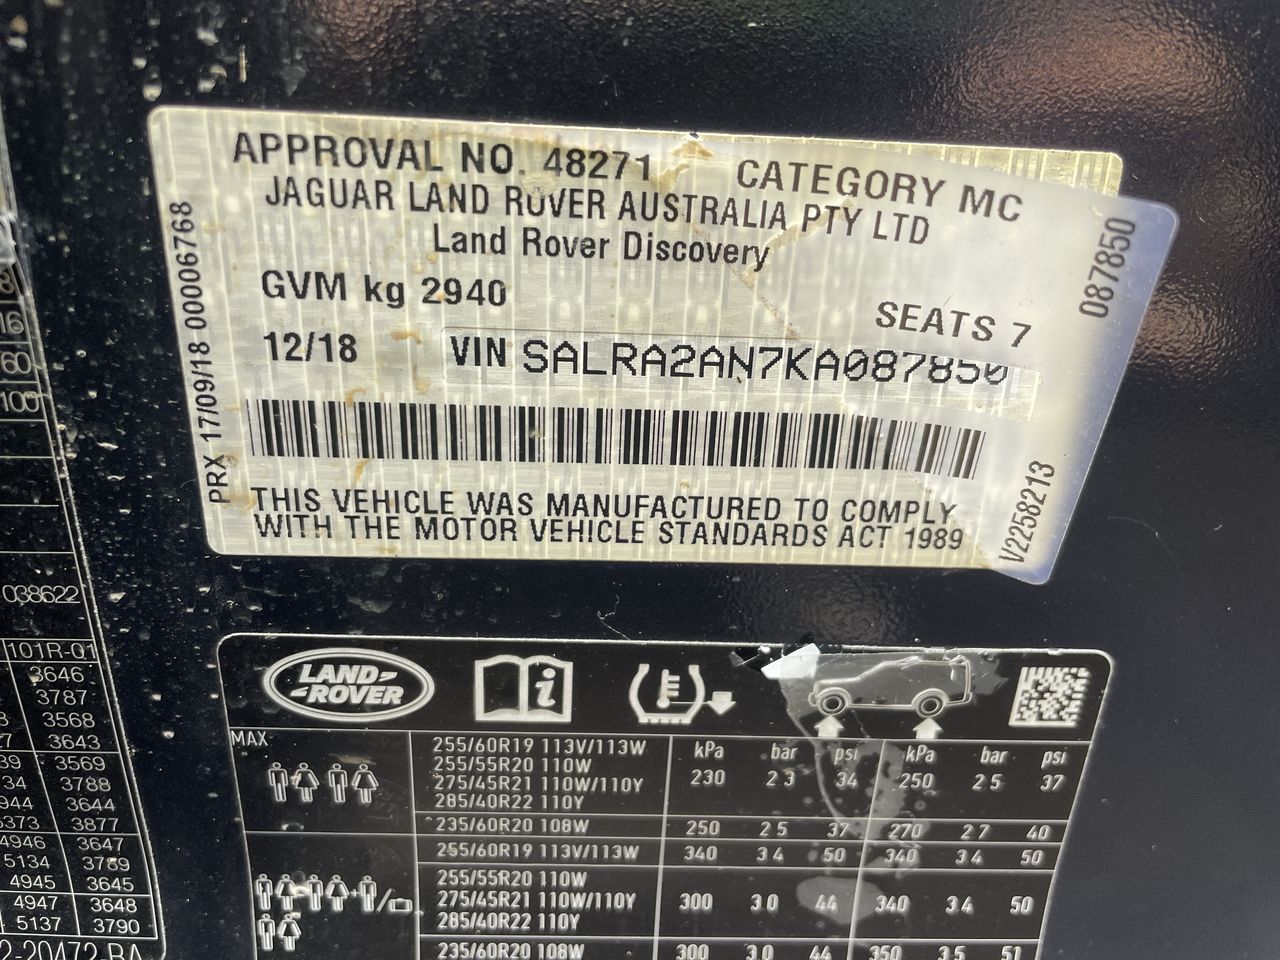 APPROVAL NO. 48271
CATEGORY MC
JAGUAR LAND ROVER AUSTRALIA PTY LTD
Land Rover Discovery
GVM kg 2940
SEATS 7
12/18
VIN SALRA2AN7KA087850
THIS VEHICLE WAS MANUFACTURED TO COMPLY
WITH THE MOTOR VEHICLE STANDARDS ACT 1989
PRX 17/09/18 00006768
087850
V2258213
038622
101R-01
3646
3787
3568
3643
3569
3788
3644
3877
4946 3647
5134 3789
4945 3645
4947 3648
5137 3790
LAND
ROVER
MAX
255/60R19 113V/113W kPa bar psi kPa bar psi
255/55R20 110W
275/45R21 110W/110Y 230 2.3 34 250 2.5 37
285/40R22 110Y
235/60R20 108W 250 2.5 37 270 2.7 40
255/60R19 113V/113W 340 3.4 50 340 3.4 50
255/55R20 110W
275/45R21 110W/110Y 300 3.0 44 340 3.4 50
285/40R22 110Y
235/60R20 108W 300 3.0 44 350 3.5 51